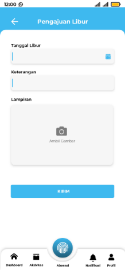 12:00
Pengajuan Libur
Tanggal Libur
Keterangan
Lampiran
Ambil Gambar
KIRIM
Dashboard
Aktivitas
Absensi
Notifikasi
Profil